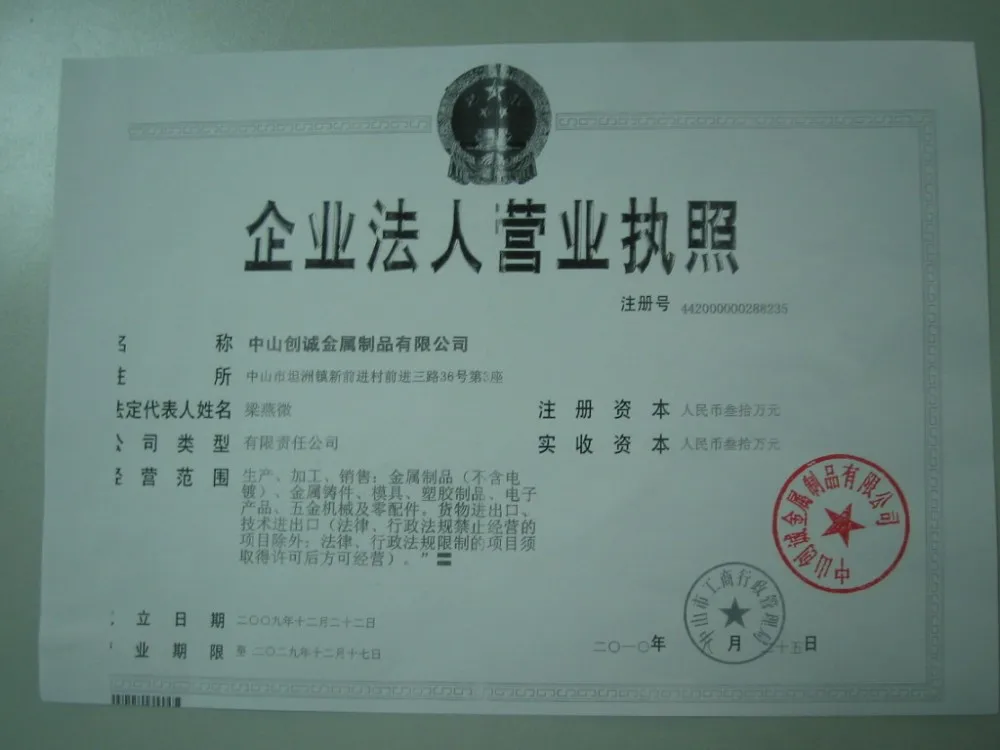 企业法人营业执照
注册号 442000000288235
名 称 中山创诚金属制品有限公司
住 所 中山市坦洲镇新前进村前进三路36号第3座
法定代表人姓名 梁燕微
注册资本 人民币叁拾万元
公司类型 有限责任公司
实收资本 人民币叁拾万元
经营范围 生产、加工、销售：金属制品（不含电
镀）、金属铸件、模具、塑胶制品、电子
产品、五金机械及零配件。货物进出口、
技术进出口（法律、行政法规禁止经营的
项目除外；法律、行政法规限制的项目须
取得许可后方可经营）。”〓
中山创诚金属制品有限公司
中山市工商行政管理局
立日期 二〇〇九年十二月二十二日
业期限 至 二〇二九年十二月十七日
二〇一〇年 月 二十五日